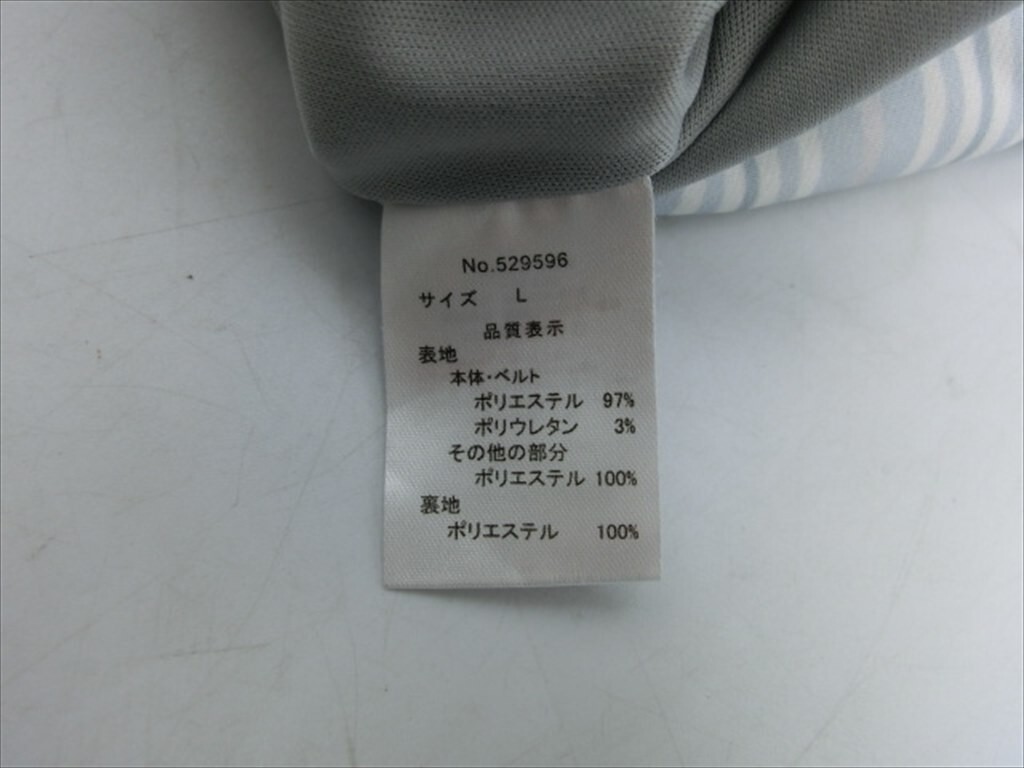 No.529596
サイズ L
品質表示
表地
本体・ベルト
ポリエステル 97%
ポリウレタン 3%
その他の部分
ポリエステル 100%
裏地
ポリエステル 100%